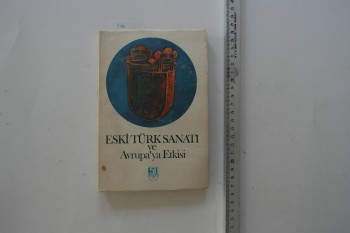 ESKİ TÜRK SANATI
ve
Avrupa'ya Etkisi